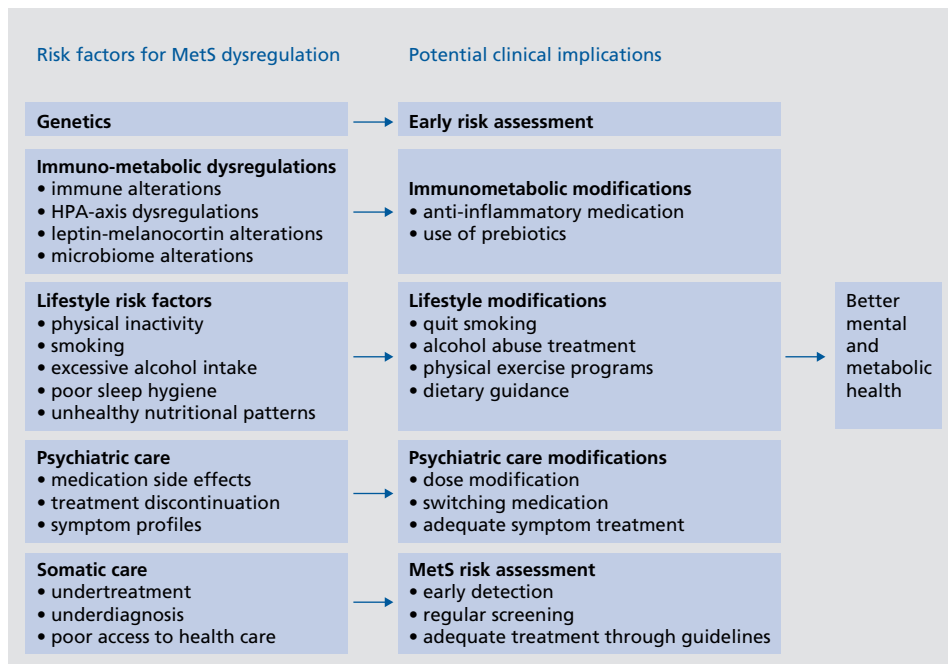 Risk factors for MetS dysregulation
Potential clinical implications
Genetics
Early risk assessment
Immuno-metabolic dysregulations
• immune alterations
• HPA-axis dysregulations
• leptin-melanocortin alterations
• microbiome alterations
Immunometabolic modifications
• anti-inflammatory medication
• use of prebiotics
Lifestyle risk factors
• physical inactivity
• smoking
• excessive alcohol intake
• poor sleep hygiene
• unhealthy nutritional patterns
Lifestyle modifications
• quit smoking
• alcohol abuse treatment
• physical exercise programs
• dietary guidance
Better
mental
and
metabolic
health
Psychiatric care
• medication side effects
• treatment discontinuation
• symptom profiles
Psychiatric care modifications
• dose modification
• switching medication
• adequate symptom treatment
Somatic care
• undertreatment
• underdiagnosis
• poor access to health care
MetS risk assessment
• early detection
• regular screening
• adequate treatment through guidelines